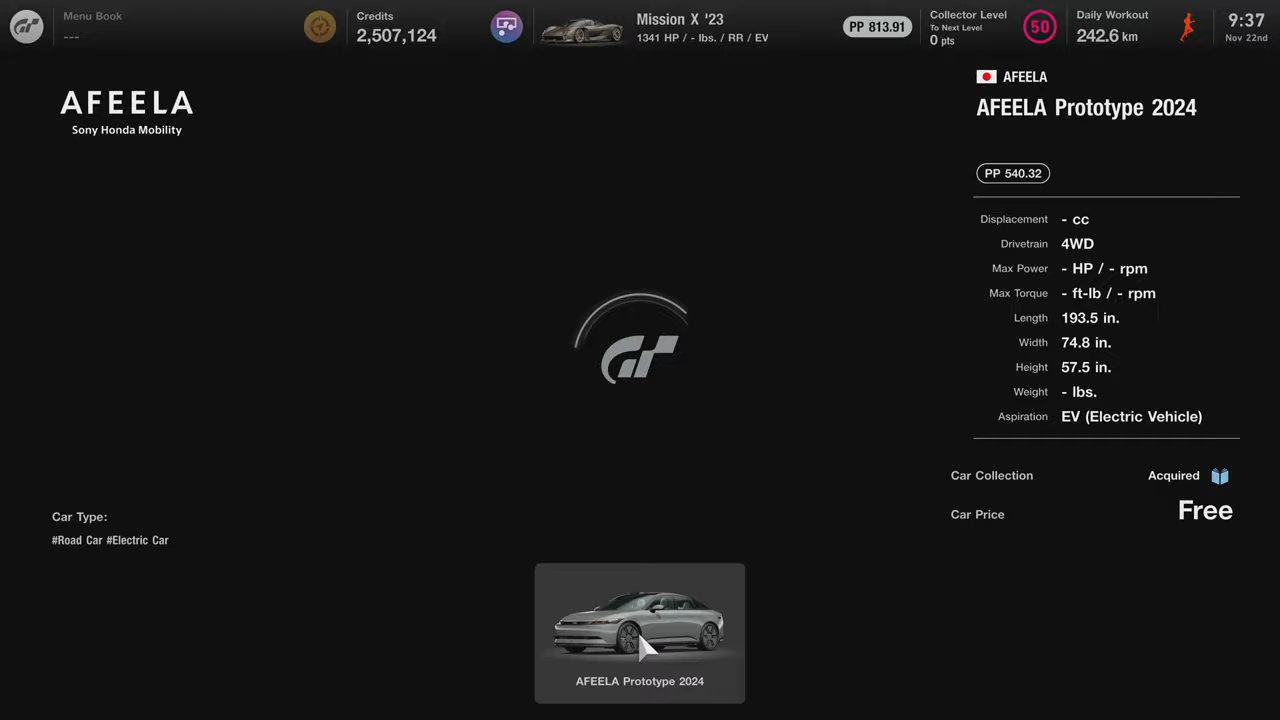 Menu Book
---
Credits
2,507,124
Mission X '23
1341 HP / - lbs. / RR / EV
PP 813.91
Collector Level
To Next Level
0 pts
50
Daily Workout
242.6 km
9:37
Nov 22nd
AFEELA
Sony Honda Mobility
AFEELA
AFEELA Prototype 2024
PP 540.32
Displacement - cc
Drivetrain 4WD
Max Power - HP / - rpm
Max Torque - ft-lb / - rpm
Length 193.5 in.
Width 74.8 in.
Height 57.5 in.
Weight - lbs.
Aspiration EV (Electric Vehicle)
Car Collection Acquired
Car Price Free
Car Type:
#Road Car #Electric Car
AFEELA Prototype 2024